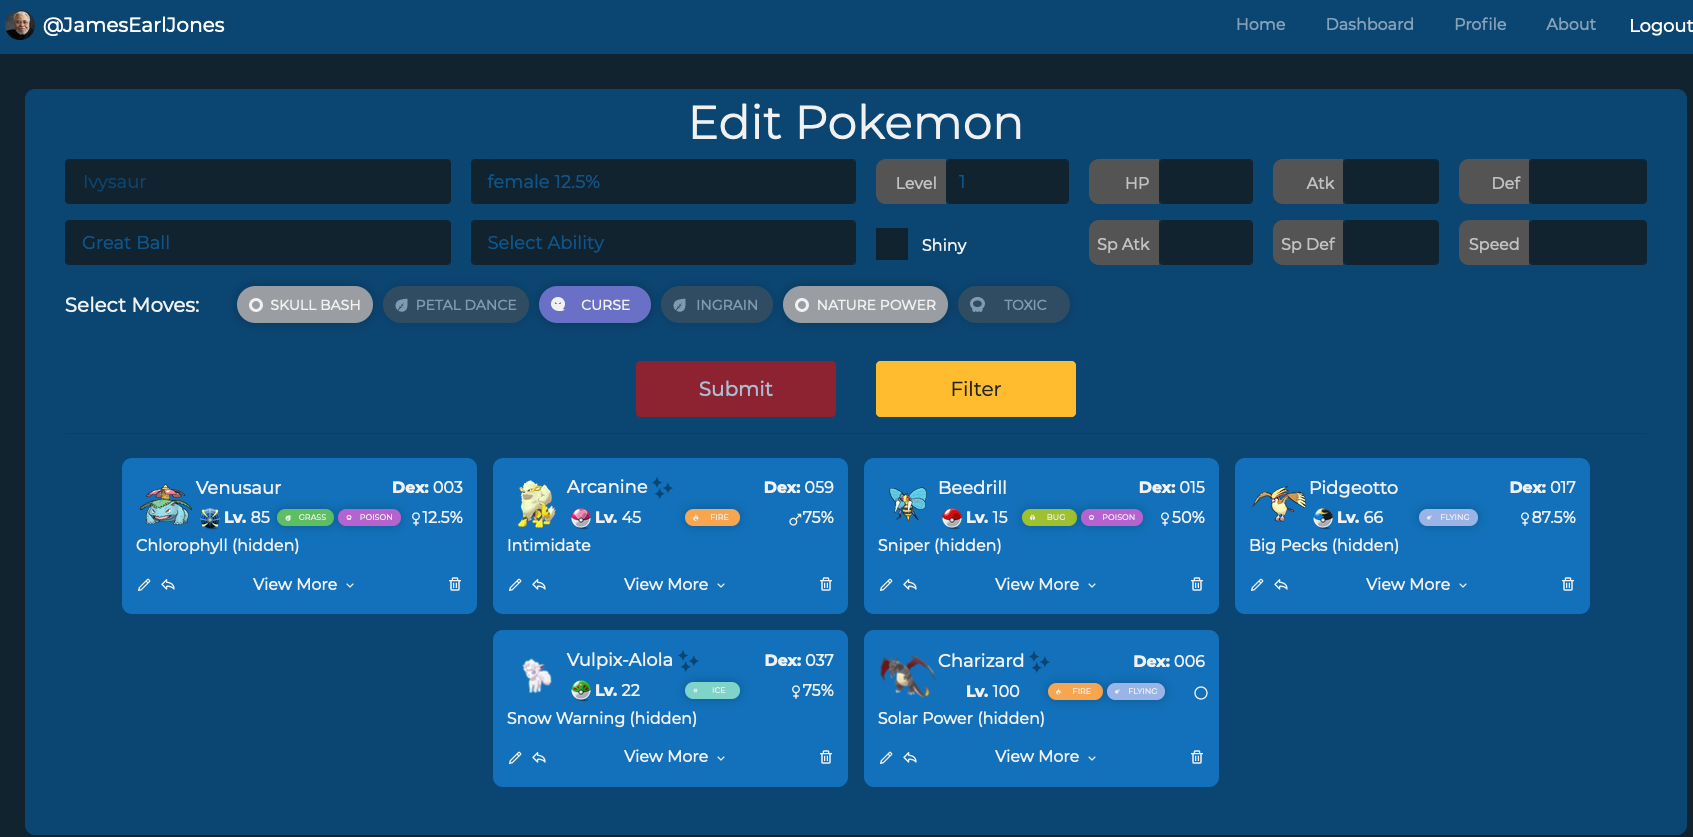 @JamesEarlJones Home Dashboard Profile About Logout
Edit Pokemon
Ivysaur female 12.5% Level 1 HP Atk Def
Great Ball Select Ability Shiny Sp Atk Sp Def Speed
Select Moves: SKULL BASH PETAL DANCE CURSE INGRAIN NATURE POWER TOXIC
Submit Filter
Venusaur Dex: 003
Lv. 85 GRASS POISON ♀12.5%
Chlorophyll (hidden)
View More
Arcanine Dex: 059
Lv. 45 FIRE ♂75%
Intimidate
View More
Beedrill Dex: 015
Lv. 15 BUG POISON ♀50%
Sniper (hidden)
View More
Pidgeotto Dex: 017
Lv. 66 FLYING ♀87.5%
Big Pecks (hidden)
View More
Vulpix-Alola Dex: 037
Lv. 22 ICE ♀75%
Snow Warning (hidden)
View More
Charizard Dex: 006
Lv. 100 FIRE FLYING
Solar Power (hidden)
View More